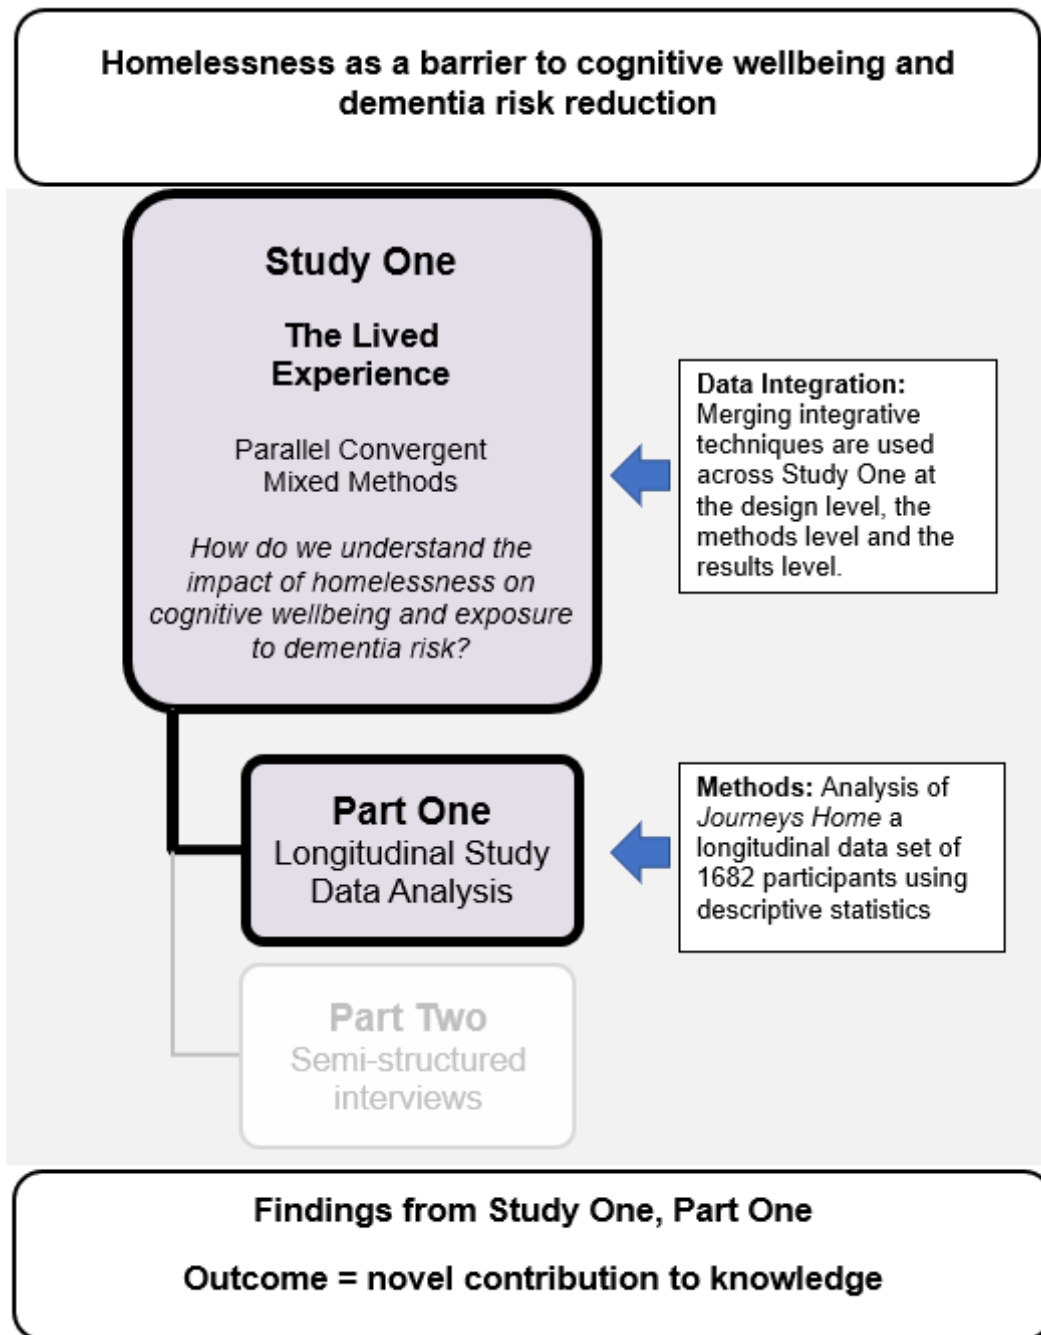 Homelessness as a barrier to cognitive wellbeing and
dementia risk reduction
Study One
The Lived
Experience
Parallel Convergent
Mixed Methods
How do we understand the
impact of homelessness on
cognitive wellbeing and exposure
to dementia risk?
Data Integration:
Merging integrative
techniques are used
across Study One at
the design level, the
methods level and the
results level.
Part One
Longitudinal Study
Data Analysis
Methods: Analysis of
Journeys Home a
longitudinal data set of
1682 participants using
descriptive statistics
Part Two
Semi-structured
interviews
Findings from Study One, Part One
Outcome = novel contribution to knowledge